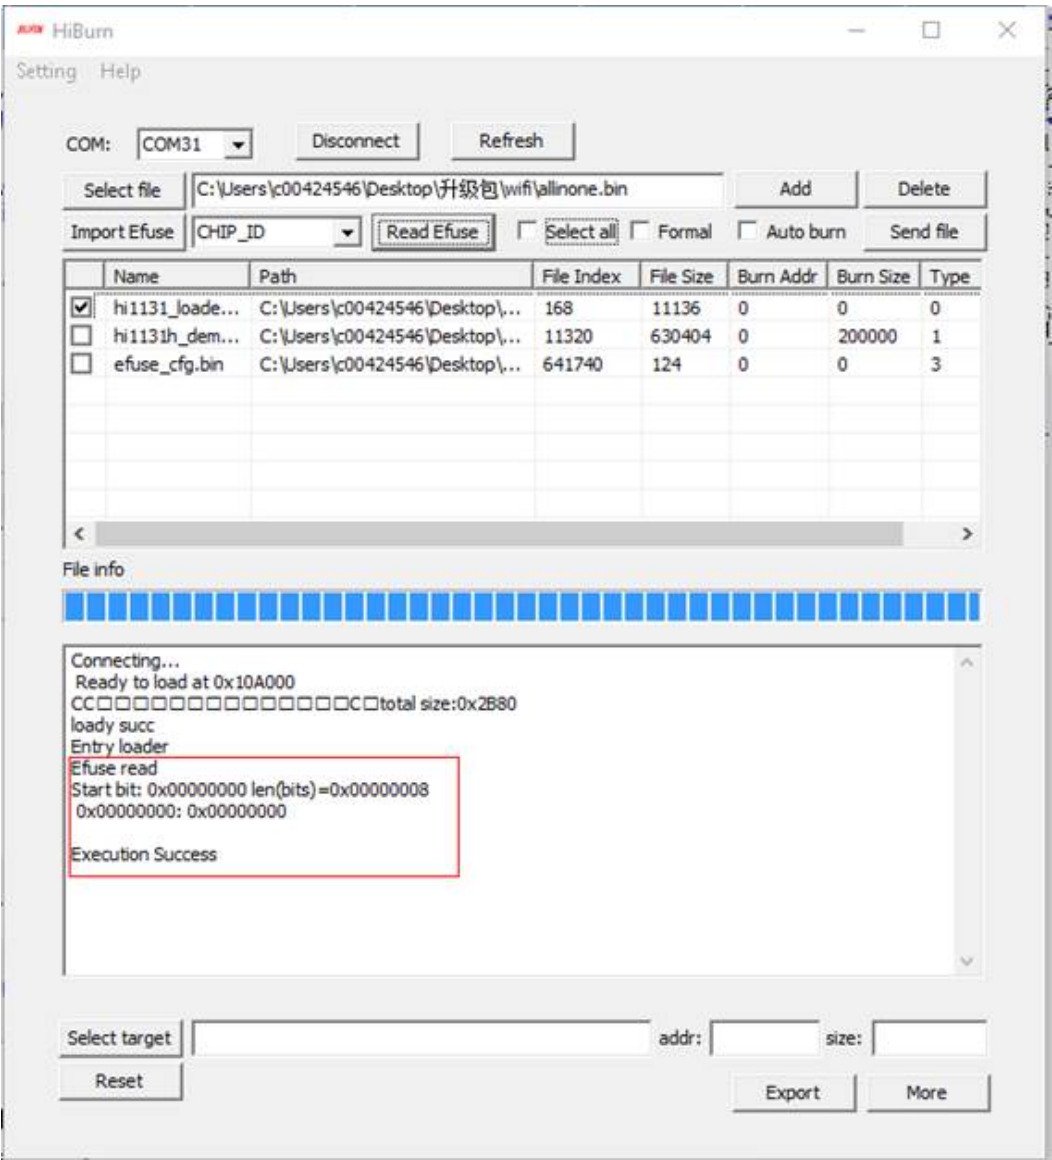 BURN HiBurn
Setting Help
COM: COM31 Disconnect Refresh
Select file C:\Users\c00424546\Desktop\升级包\wifi\allinone.bin Add Delete
Import Efuse CHIP_ID Read Efuse Select all Formal Auto burn Send file
Name Path File Index File Size Burn Addr Burn Size Type
hi1131_loade... C:\Users\c00424546\Desktop\... 168 11136 0 0 0
hi1131h_dem... C:\Users\c00424546\Desktop\... 11320 630404 0 200000 1
efuse_cfg.bin C:\Users\c00424546\Desktop\... 641740 124 0 0 3
File info
Connecting...
Ready to load at 0x10A000
CC□□□□□□□□□□□□□□C□total size:0x2B80
loady succ
Entry loader
Efuse read
Start bit: 0x00000000 len(bits)=0x00000008
0x00000000: 0x00000000
Execution Success
Select target addr: size:
Reset
Export More